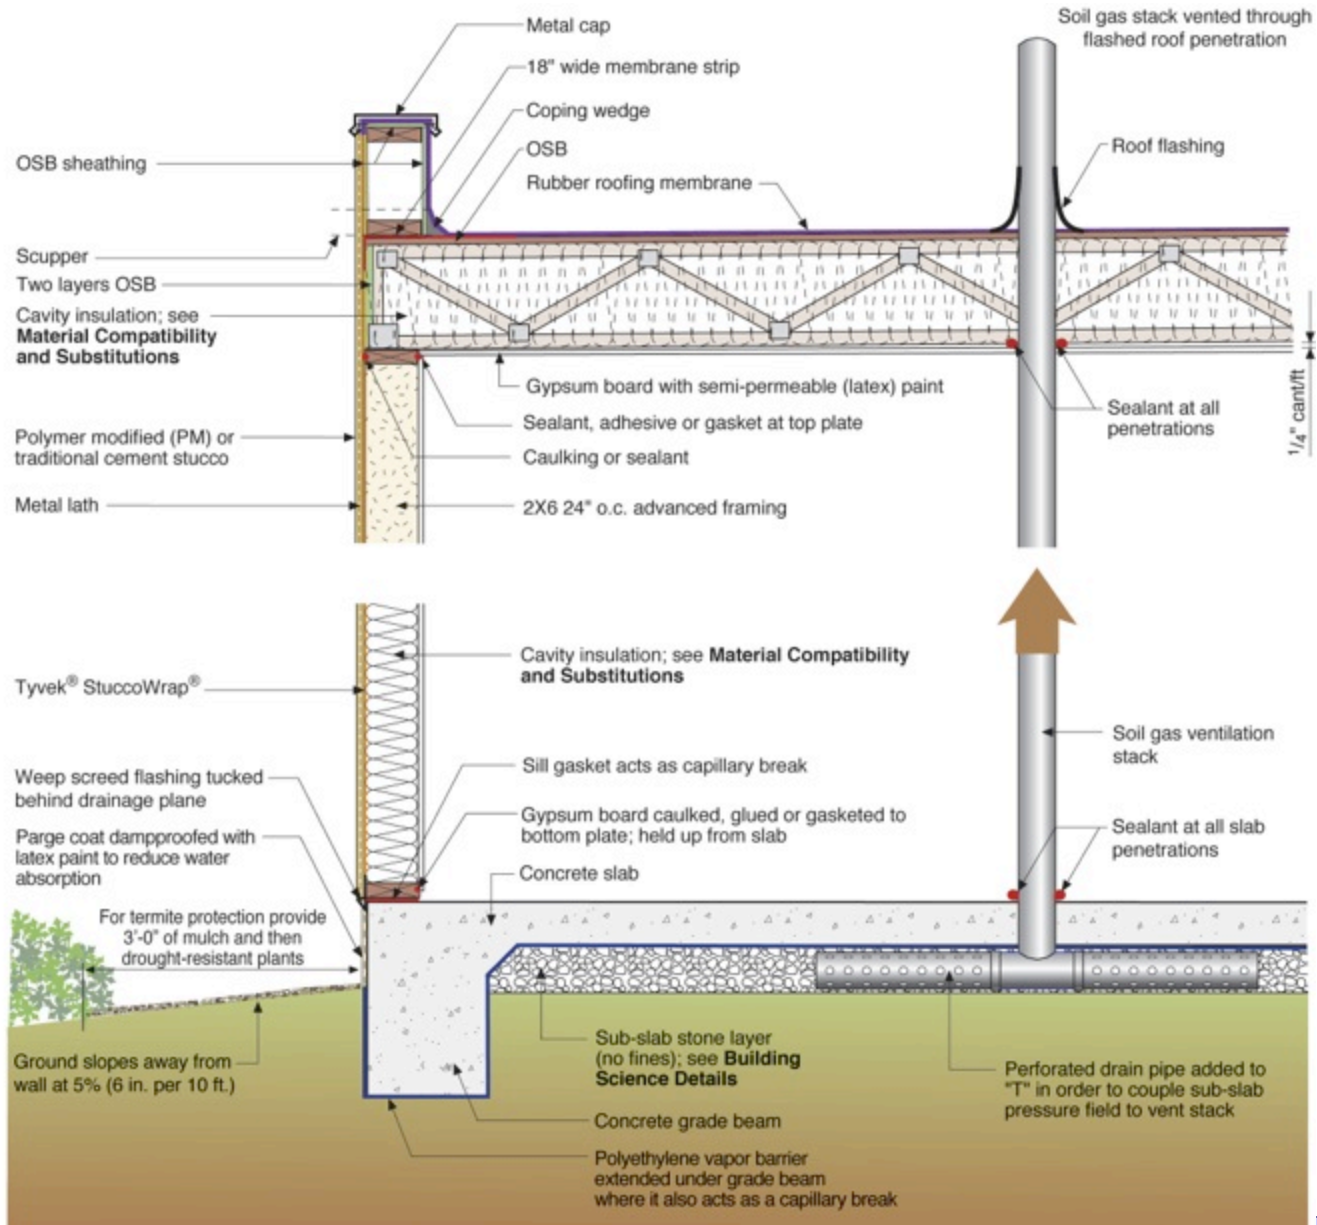 Metal cap
18" wide membrane strip
Coping wedge
OSB
Rubber roofing membrane
Soil gas stack vented through
flashed roof penetration
Roof flashing
OSB sheathing
Scupper
Two layers OSB
Cavity insulation; see
Material Compatibility
and Substitutions
Polymer modified (PM) or
traditional cement stucco
Metal lath
Gypsum board with semi-permeable (latex) paint
Sealant, adhesive or gasket at top plate
Caulking or sealant
2X6 24" o.c. advanced framing
Sealant at all
penetrations
1/4" cant/ft
Tyvek® StuccoWrap®
Weep screed flashing tucked
behind drainage plane
Parge coat dampproofed with
latex paint to reduce water
absorption
For termite protection provide
3'-0" of mulch and then
drought-resistant plants
Ground slopes away from
wall at 5% (6 in. per 10 ft.)
Cavity insulation; see Material Compatibility
and Substitutions
Sill gasket acts as capillary break
Gypsum board caulked, glued or gasketed to
bottom plate; held up from slab
Concrete slab
Soil gas ventilation
stack
Sealant at all slab
penetrations
Sub-slab stone layer
(no fines); see Building
Science Details
Concrete grade beam
Polyethylene vapor barrier
extended under grade beam
where it also acts as a capillary break
Perforated drain pipe added to
"T" in order to couple sub-slab
pressure field to vent stack